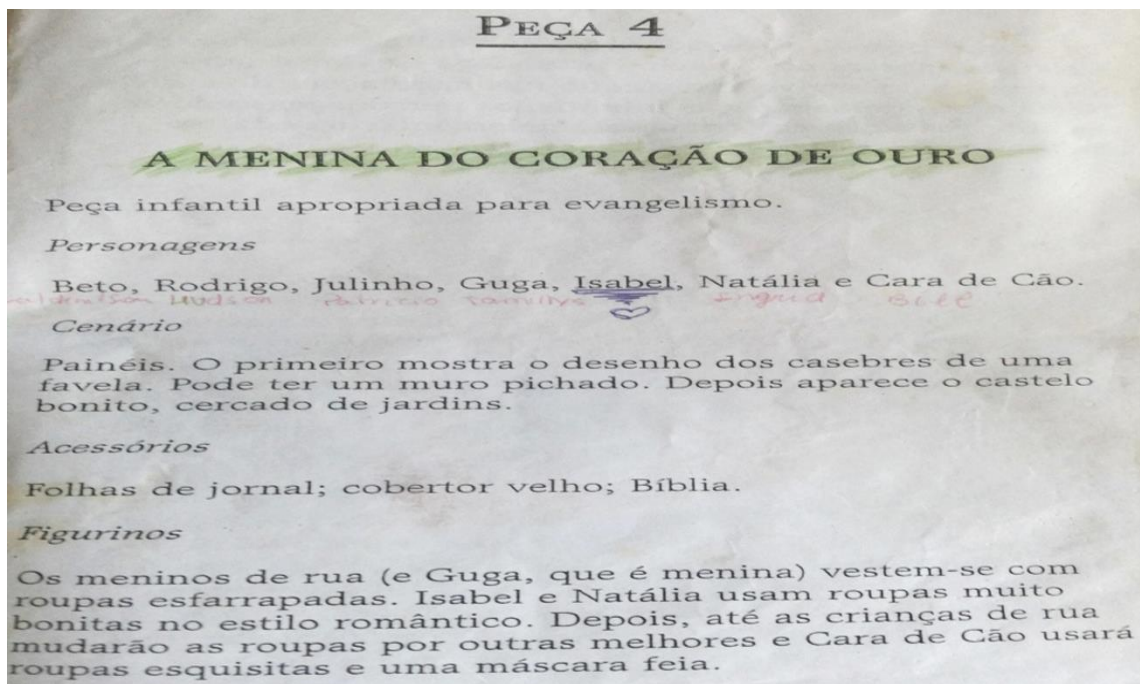 PEÇA 4
A MENINA DO CORAÇÃO DE OURO
Peça infantil apropriada para evangelismo.
Personagens
Beto, Rodrigo, Julinho, Guga, Isabel, Natália e Cara de Cão.
Hudson
Cenário
Painéis. O primeiro mostra o desenho dos casebres de uma
favela. Pode ter um muro pichado. Depois aparece o castelo
bonito, cercado de jardins.
Acessórios
Folhas de jornal; cobertor velho; Bíblia.
Figurinos
Os meninos de rua (e Guga, que é menina) vestem-se com
roupas esfarrapadas. Isabel e Natália usam roupas muito
bonitas no estilo romântico. Depois, até as crianças de rua
mudarão as roupas por outras melhores e Cara de Cão usará
roupas esquisitas e uma máscara feia.